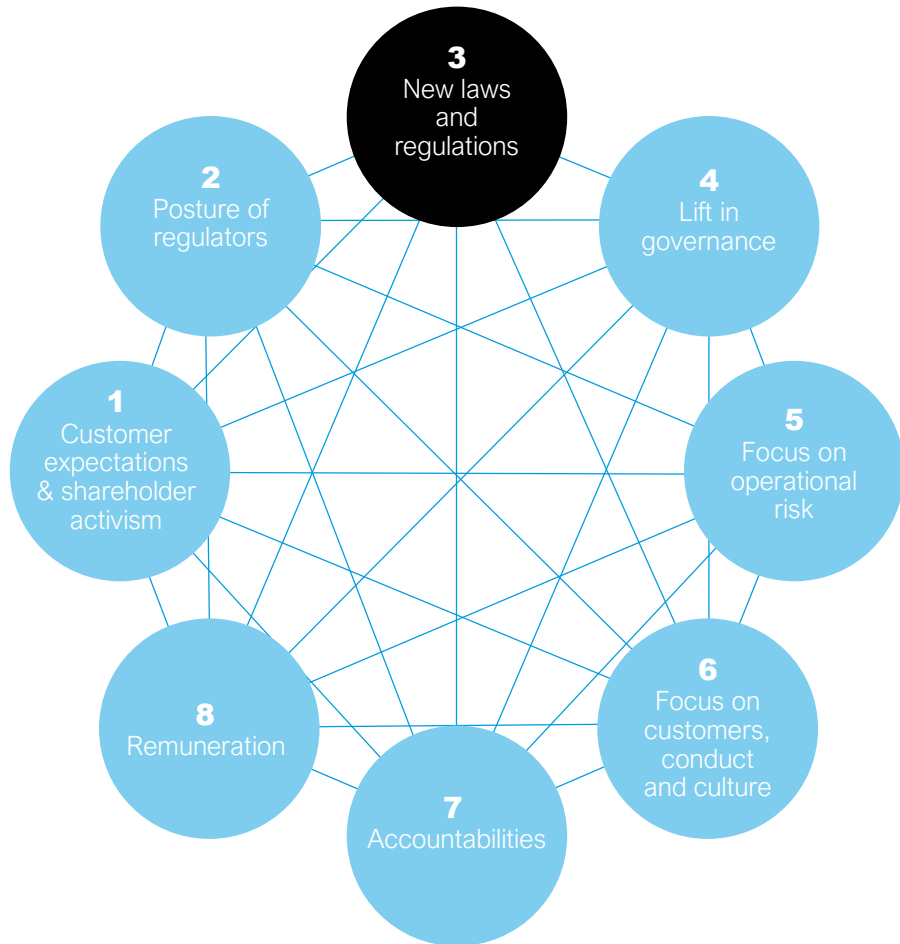 3
New laws
and
regulations
2
Posture of
regulators
4
Lift in
governance
1
Customer
expectations
& shareholder
activism
5
Focus on
operational
risk
8
Remuneration
6
Focus on
customers,
conduct
and culture
7
Accountabilities